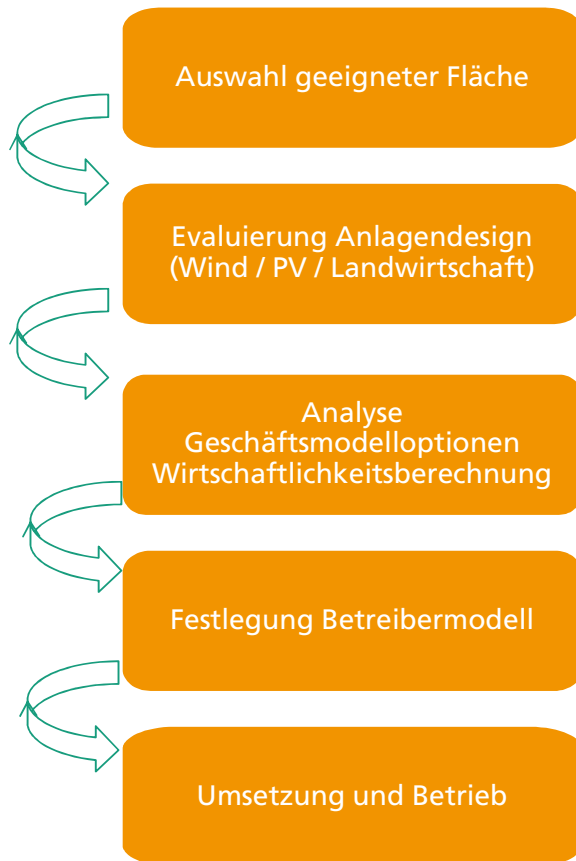 Auswahl geeigneter Fläche
Evaluierung Anlagendesign
(Wind / PV / Landwirtschaft)
Analyse
Geschäftsmodelloptionen
Wirtschaftlichkeitsberechnung
Festlegung Betreibermodell
Umsetzung und Betrieb